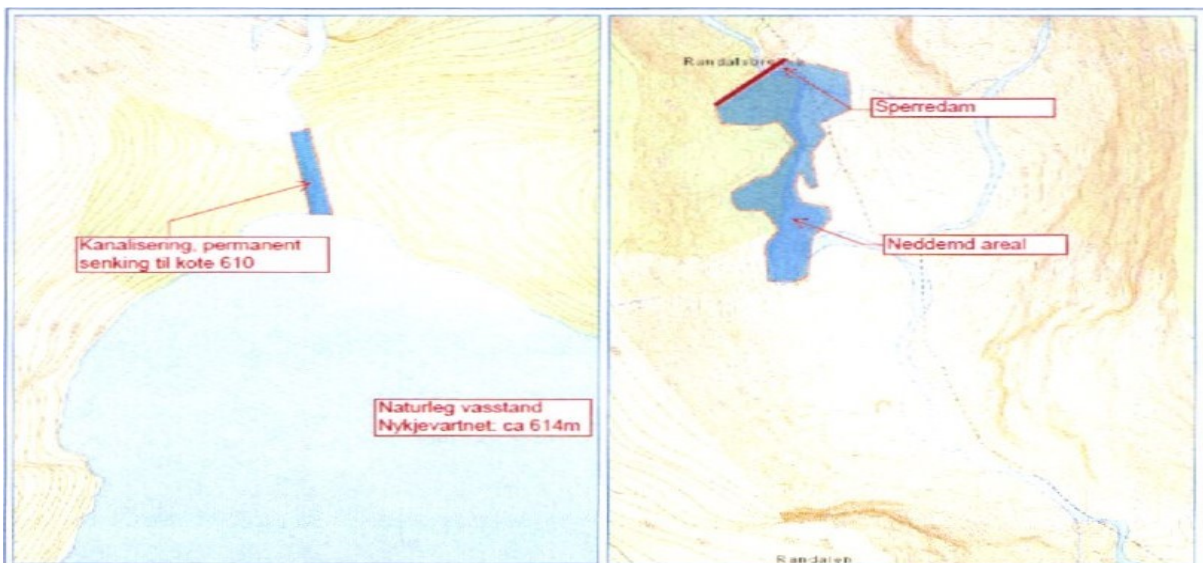 Kanalisering, permanent
senking til kote 610
Naturleg vasstand
Nykjevartnet: ca 614m
Sperredam
Neddemd areal
Randalen